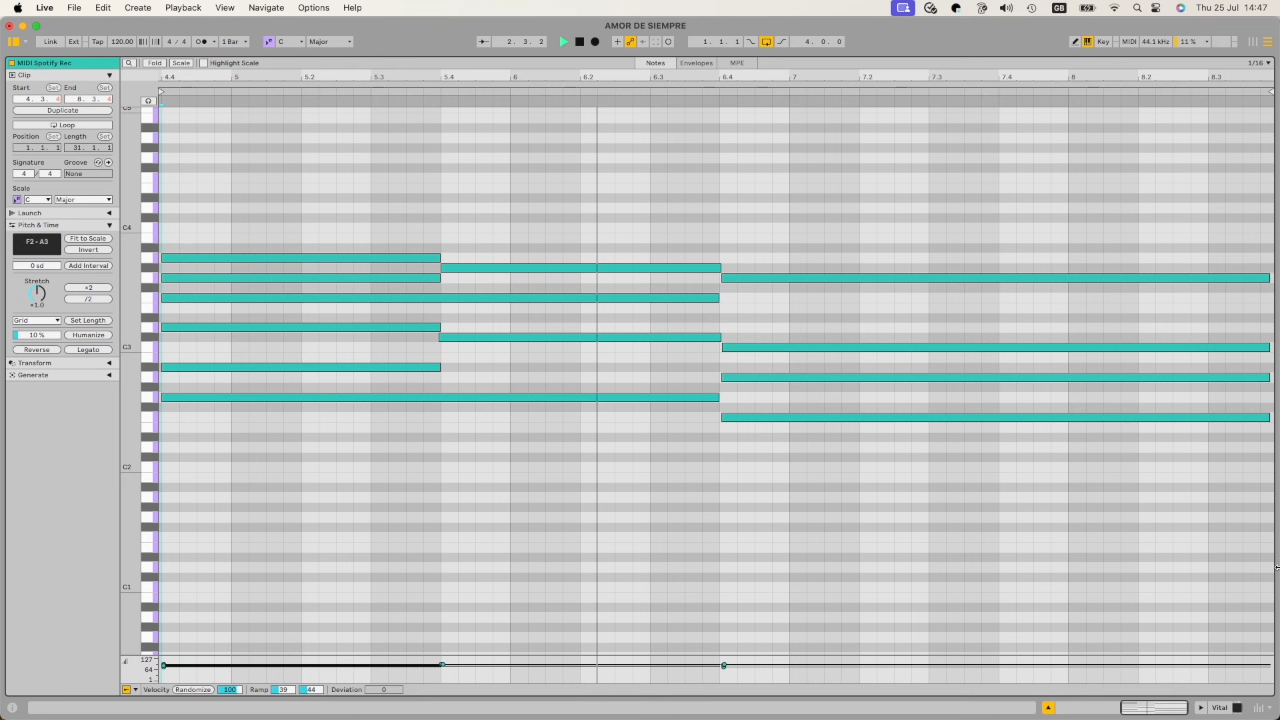 Live File Edit Create Playback View Navigate Options Help GB Thu 25 Jul 14:47
AMOR DE SIEMPRE
Link Ext Tap 120.00 4 / 4 1 Bar C Major 2. 3. 2 1. 1. 1 4. 0. 0 Key MIDI 44.1 kHz 11 %
MIDI Spotify Rec Fold Scale Highlight Scale Notes Envelopes MPE 1/16
Clip 4.4 5 5.2 5.3 5.4 6 6.2 6.3 6.4 7 7.2 7.3 7.4 8 8.2 8.3
Start Set End Set
4. 3. 4 8. 3. 4
C5
Duplicate
Loop
Position Set Length Set
1. 1. 1 31. 1. 1
Signature Groove
4 / 4 None
Scale
C Major
Launch
Pitch & Time
C4
F2 - A3 Fit to Scale
Invert
0 sd Add Interval
Stretch
×2
/2
×1.0
Grid Set Length
10 % Humanize
Reverse Legato
C3
Transform
Generate
C2
C1
127
64
1
Velocity Randomize 100 Ramp 39 44 Deviation 0
Vital